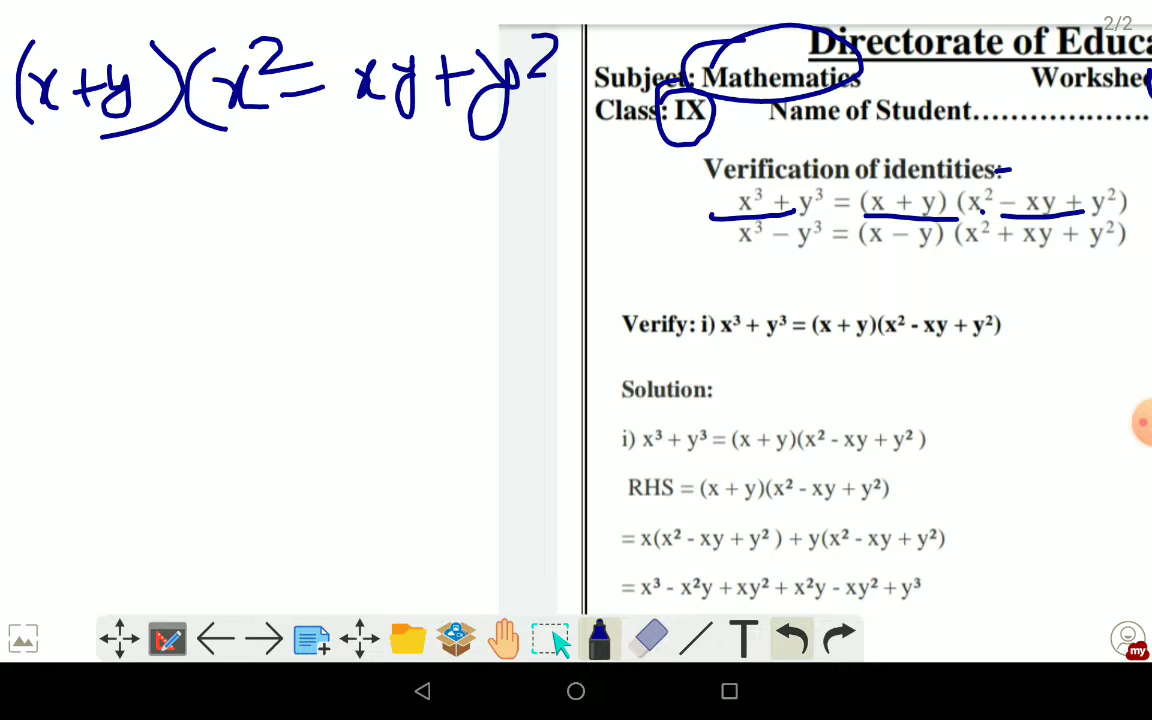 2/2
(x+y)(x² = xy+y²
Directorate of Educa
Subject: Mathematics Workshe
Class: IX Name of Student.....................
Verification of identities:-
x³ + y³ = (x + y) (x² − xy + y²)
x³ − y³ = (x − y) (x² + xy + y²)
Verify: i) x³ + y³ = (x + y)(x² - xy + y²)
Solution:
i) x³ + y³ = (x + y)(x² - xy + y² )
RHS = (x + y)(x² - xy + y²)
= x(x² - xy + y² ) + y(x² - xy + y²)
= x³ - x²y + xy² + x²y - xy² + y³
T
my